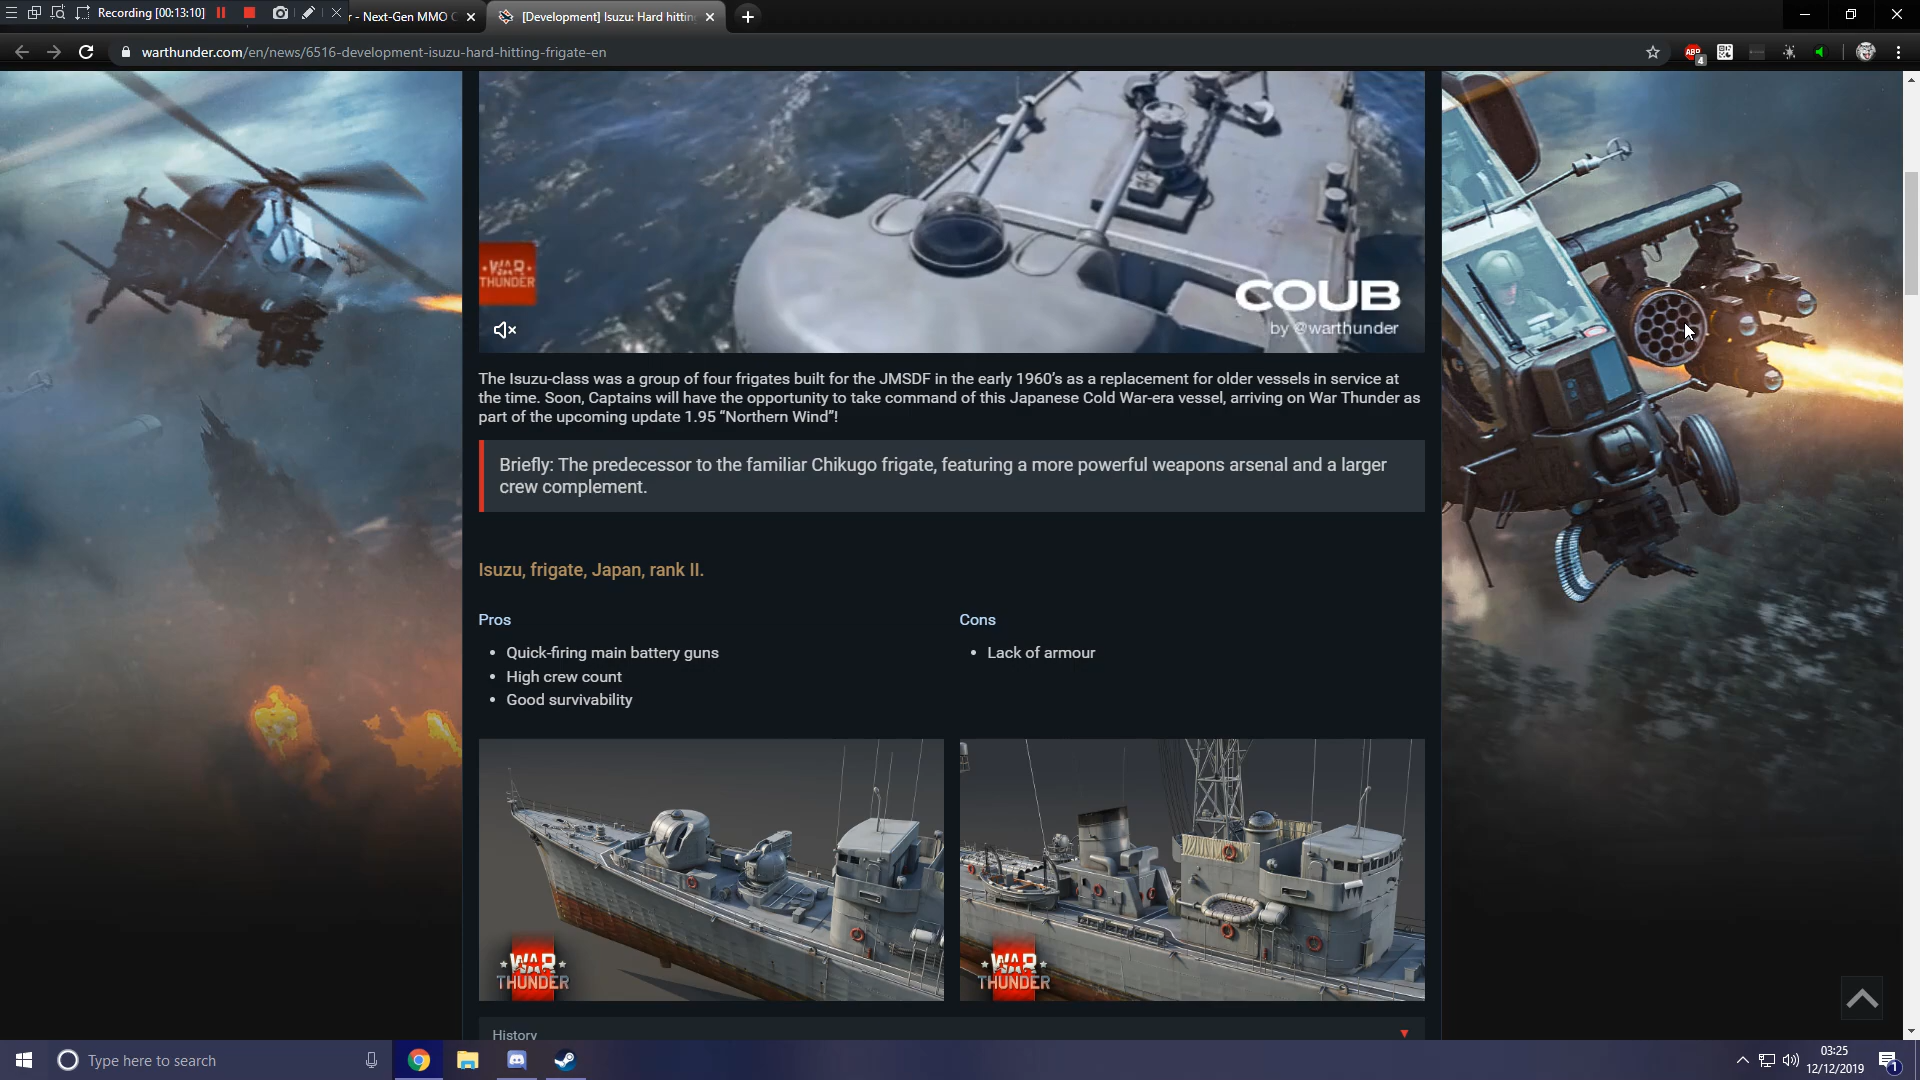 Recording [00:13:10]
r - Next-Gen MMO C
[Development] Isuzu: Hard hittin
warthunder.com/en/news/6516-development-isuzu-hard-hitting-frigate-en
ABP
4
WAR
THUNDER
COUB
by @warthunder
The Isuzu-class was a group of four frigates built for the JMSDF in the early 1960’s as a replacement for older vessels in service at
the time. Soon, Captains will have the opportunity to take command of this Japanese Cold War-era vessel, arriving on War Thunder as
part of the upcoming update 1.95 “Northern Wind”!
Briefly: The predecessor to the familiar Chikugo frigate, featuring a more powerful weapons arsenal and a larger
crew complement.
Isuzu, frigate, Japan, rank II.
Pros
Cons
• Quick-firing main battery guns
• Lack of armour
• High crew count
• Good survivability
WAR
THUNDER
WAR
THUNDER
History
Type here to search
03:25
12/12/2019
1